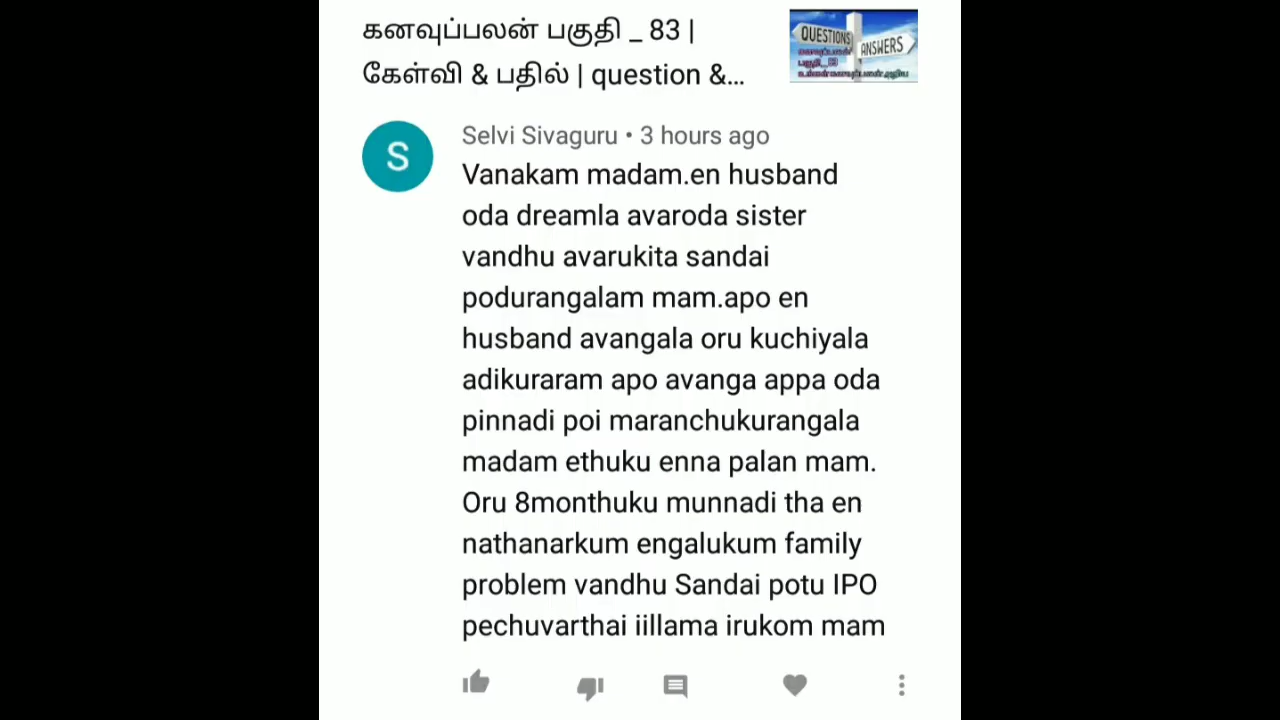 கனவுப்பலன் பகுதி _ 83 |
கேள்வி & பதில் | question &...
QUESTIONS
ANSWERS
S
Selvi Sivaguru • 3 hours ago
Vanakam madam.en husband
oda dreamla avaroda sister
vandhu avarukita sandai
podurangalam mam.apo en
husband avangala oru kuchiyala
adikuraram apo avanga appa oda
pinnadi poi maranchukurangala
madam ethuku enna palan mam.
Oru 8monthuku munnadi tha en
nathanarkum engalukum family
problem vandhu Sandai potu IPO
pechuvarthai iillama irukom mam